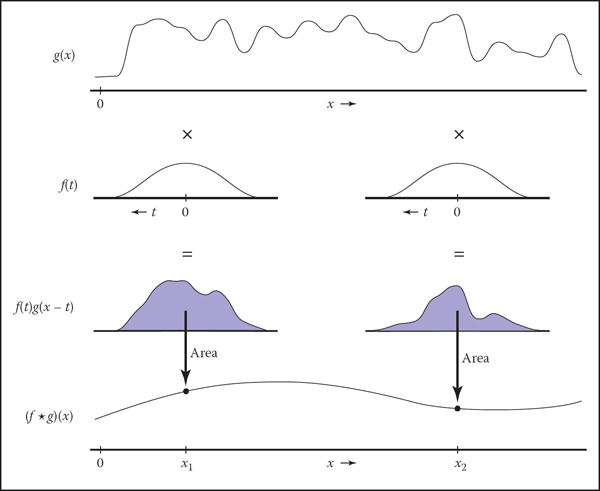 g(x)
0 x →
× ×
f(t)
← t 0 ← t 0
= =
f(t)g(x – t)
Area Area
(f ★ g)(x)
0 x₁ x → x₂